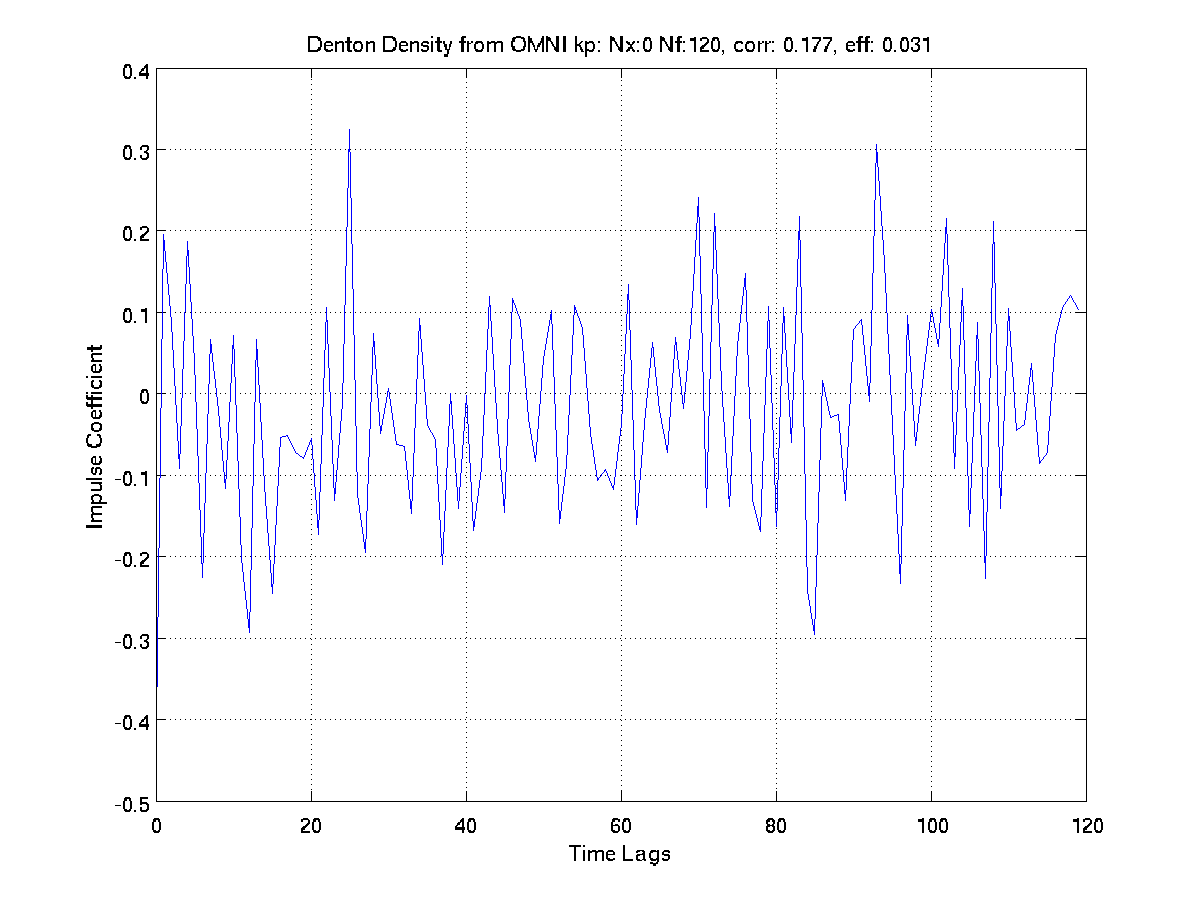 Denton Density from OMNI kp: Nx:0 Nf:120, corr: 0.177, eff: 0.031
0.4
0.3
0.2
0.1
0
-0.1
-0.2
-0.3
-0.4
-0.5
Impulse Coefficient
0 20 40 60 80 100 120
Time Lags